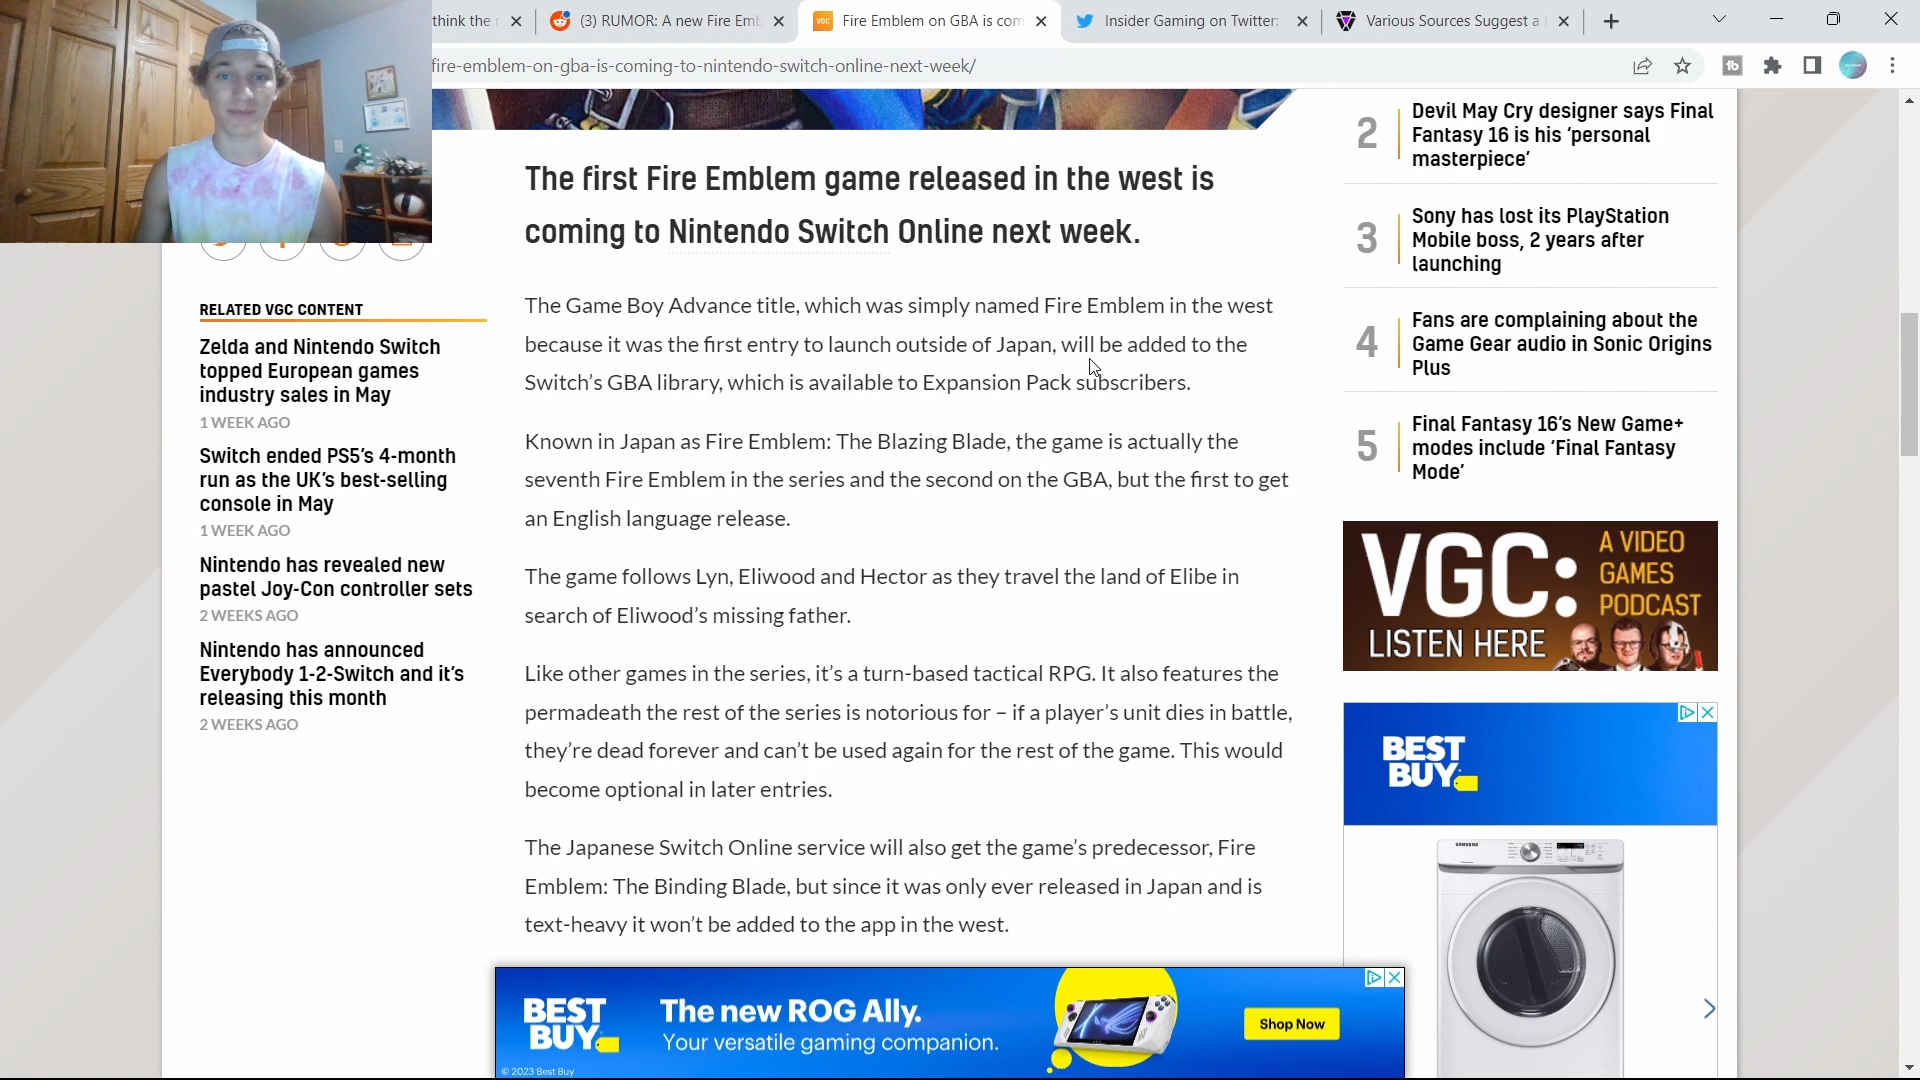 think the r
(3) RUMOR: A new Fire Emb
VGC
Fire Emblem on GBA is com
Insider Gaming on Twitter:
Various Sources Suggest a
fire-emblem-on-gba-is-coming-to-nintendo-switch-online-next-week/
The first Fire Emblem game released in the west is
coming to Nintendo Switch Online next week.
The Game Boy Advance title, which was simply named Fire Emblem in the west
because it was the first entry to launch outside of Japan, will be added to the
Switch’s GBA library, which is available to Expansion Pack subscribers.
Known in Japan as Fire Emblem: The Blazing Blade, the game is actually the
seventh Fire Emblem in the series and the second on the GBA, but the first to get
an English language release.
The game follows Lyn, Eliwood and Hector as they travel the land of Elibe in
search of Eliwood’s missing father.
Like other games in the series, it’s a turn-based tactical RPG. It also features the
permadeath the rest of the series is notorious for – if a player’s unit dies in battle,
they’re dead forever and can’t be used again for the rest of the game. This would
become optional in later entries.
The Japanese Switch Online service will also get the game’s predecessor, Fire
Emblem: The Binding Blade, but since it was only ever released in Japan and is
text-heavy it won’t be added to the app in the west.
RELATED VGC CONTENT
Zelda and Nintendo Switch
topped European games
industry sales in May
1 WEEK AGO
Switch ended PS5’s 4-month
run as the UK’s best-selling
console in May
1 WEEK AGO
Nintendo has revealed new
pastel Joy-Con controller sets
2 WEEKS AGO
Nintendo has announced
Everybody 1-2-Switch and it’s
releasing this month
2 WEEKS AGO
2
Devil May Cry designer says Final
Fantasy 16 is his ‘personal
masterpiece’
3
Sony has lost its PlayStation
Mobile boss, 2 years after
launching
4
Fans are complaining about the
Game Gear audio in Sonic Origins
Plus
5
Final Fantasy 16’s New Game+
modes include ‘Final Fantasy
Mode’
VGC:
A VIDEO
GAMES
PODCAST
LISTEN HERE
BEST
BUY
SAMSUNG
BEST
BUY
The new ROG Ally.
Your versatile gaming companion.
Shop Now
© 2023 Best Buy